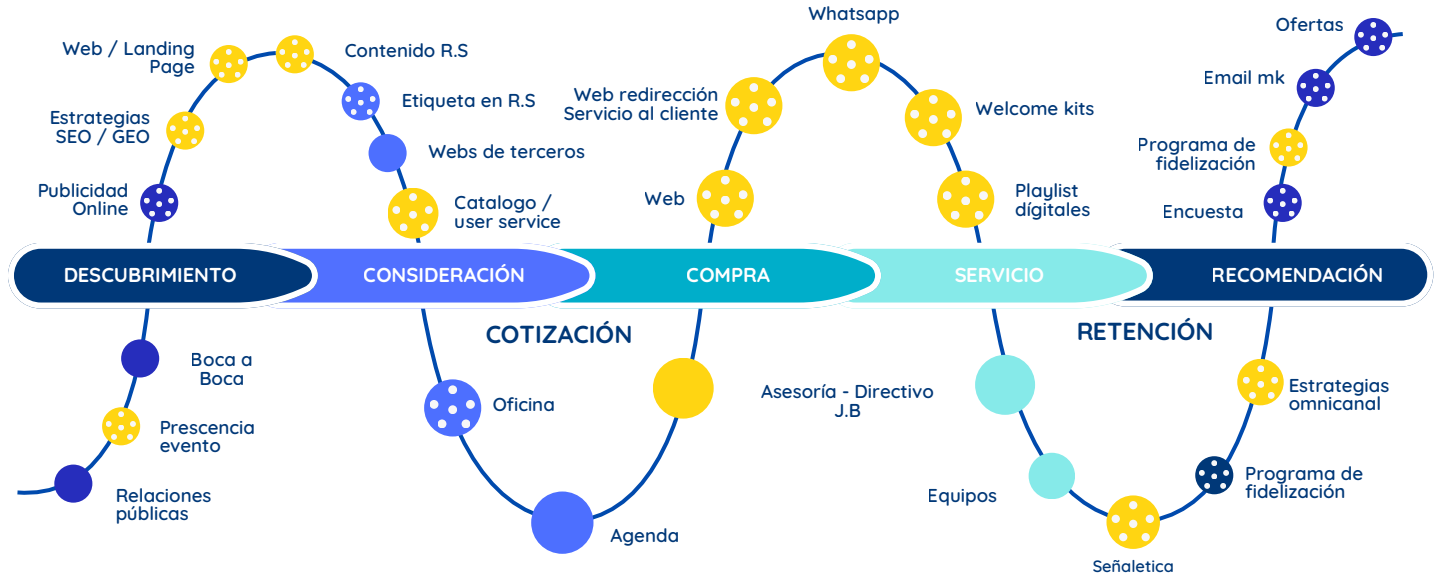 Whatsapp
Ofertas
Web / Landing
Page
Contenido R.S
Email mk
Web redirección
Servicio al cliente
Etiqueta en R.S
Welcome kits
Estrategias
SEO / GEO
Programa de
fidelización
Webs de terceros
Publicidad
Online
Catalogo /
user service
Web
Playlist
dígitales
Encuesta
DESCUBRIMIENTO
CONSIDERACIÓN
COMPRA
SERVICIO
RECOMENDACIÓN
COTIZACIÓN
RETENCIÓN
Boca a
Boca
Oficina
Asesoría - Directivo
J.B
Estrategias
omnicanal
Prescencia
evento
Relaciones
públicas
Agenda
Equipos
Programa de
fidelización
Señaletica